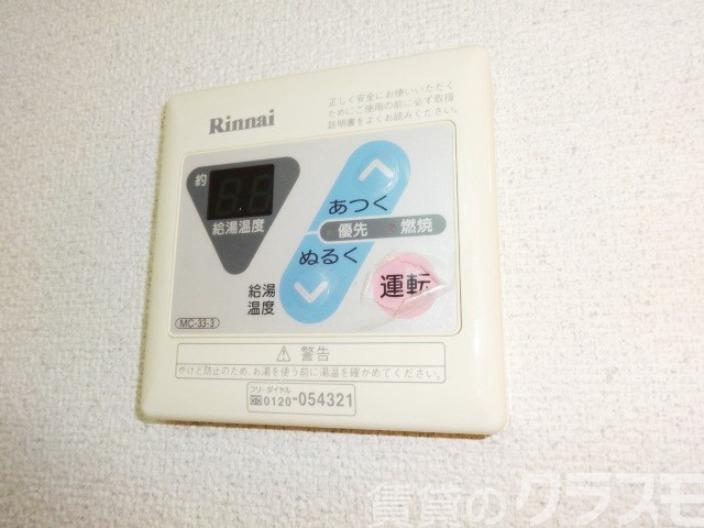 Rinnai
正しく安全にお使いいただく
ためにご使用の前に必ず取扱
説明書をよくお読みください。
約
給湯温度
あつく
優先
燃焼
ぬるく
給湯
温度
運転
MC-33-3
⚠ 警告
やけど防止のため、お湯を使う前に湯温を確かめてください。
フリーダイヤル
0120-054321
賃貸のクラスモ